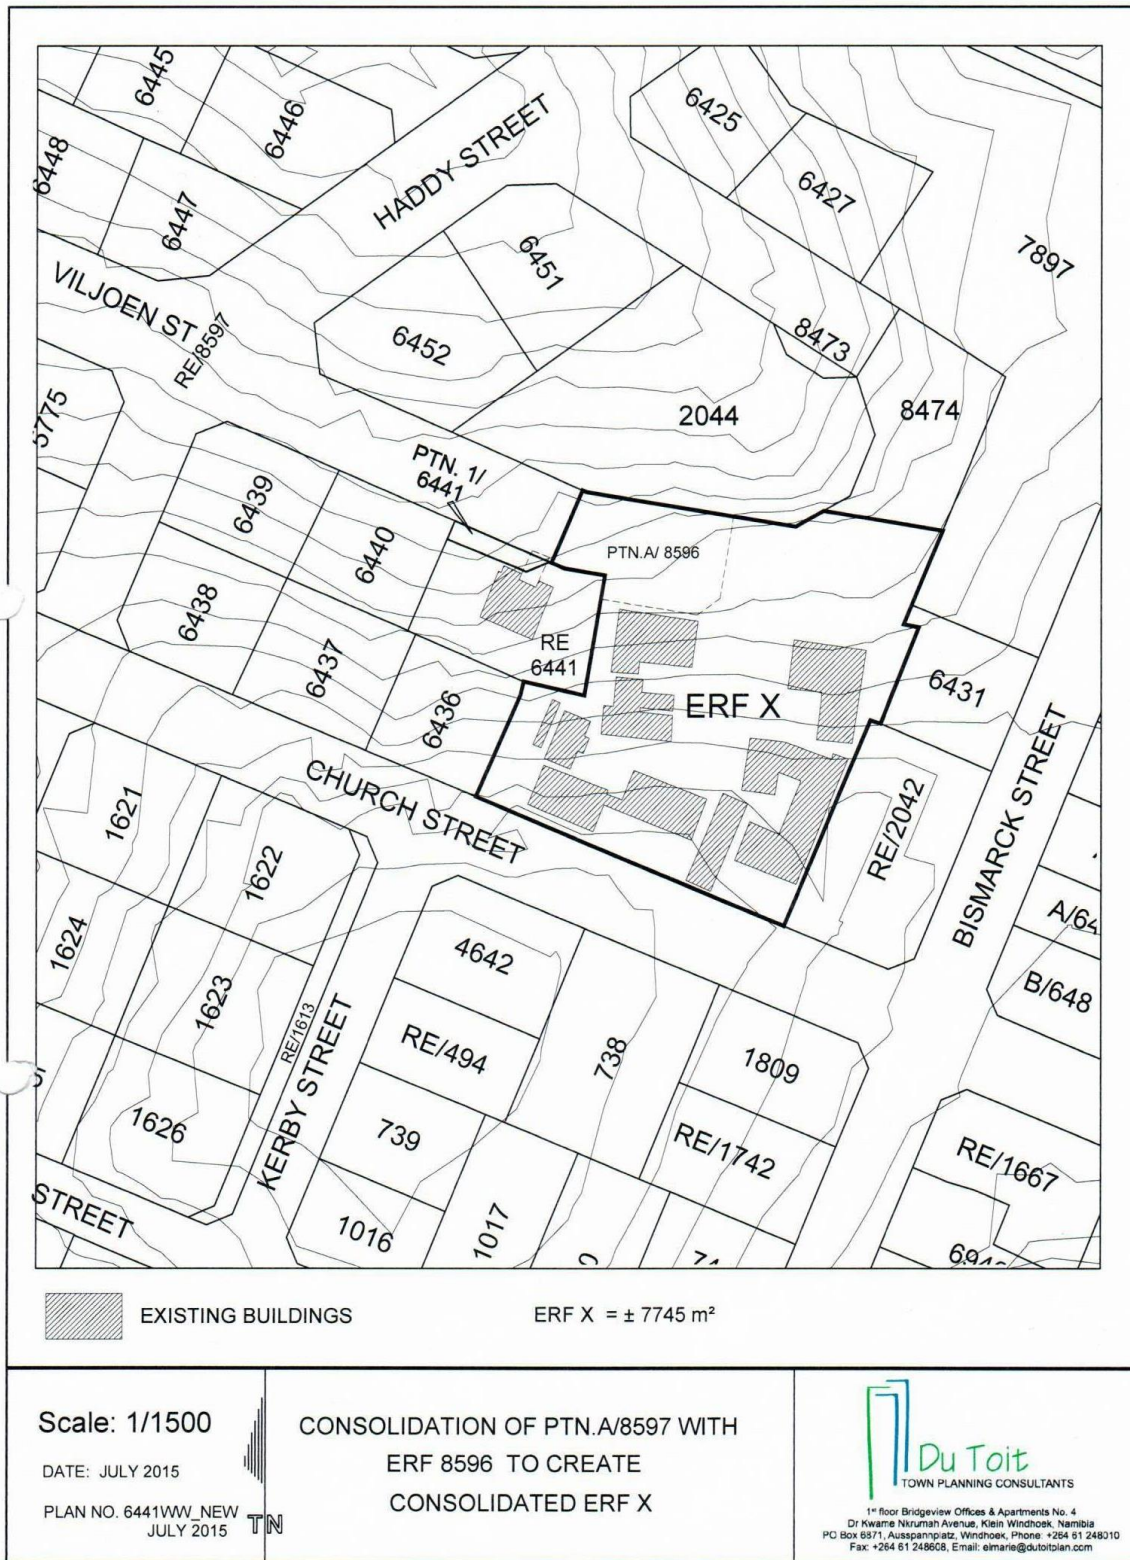 6445
6446
6448
6447
HADDY STREET
6425
6427
7897
VILJOEN ST
RE/8597
6451
6452
8473
8474
2044
5775
PTN. 1/
6441
6439
6440
6438
6437
6436
PTN.A/ 8596
RE
6441
ERF X
6431
CHURCH STREET
BISMARCK STREET
RE/2042
1621
1622
1624
1623
RE/1613
KERBY STREET
1626
STREET
4642
RE/494
739
1016
1017
738
1809
RE/1742
A/64
B/648
RE/1667
EXISTING BUILDINGS
ERF X = ± 7745 m²
Scale: 1/1500
DATE: JULY 2015
PLAN NO. 6441WW_NEW
JULY 2015
TN
CONSOLIDATION OF PTN.A/8597 WITH
ERF 8596 TO CREATE
CONSOLIDATED ERF X
Du Toit
TOWN PLANNING CONSULTANTS
1st floor Bridgeview Offices & Apartments No. 4
Dr Kwame Nkrumah Avenue, Klein Windhoek, Namibia
PO Box 6871, Ausspannplatz, Windhoek, Phone: +264 61 248010
Fax: +264 61 248608, Email: elmarie@dutoitplan.com